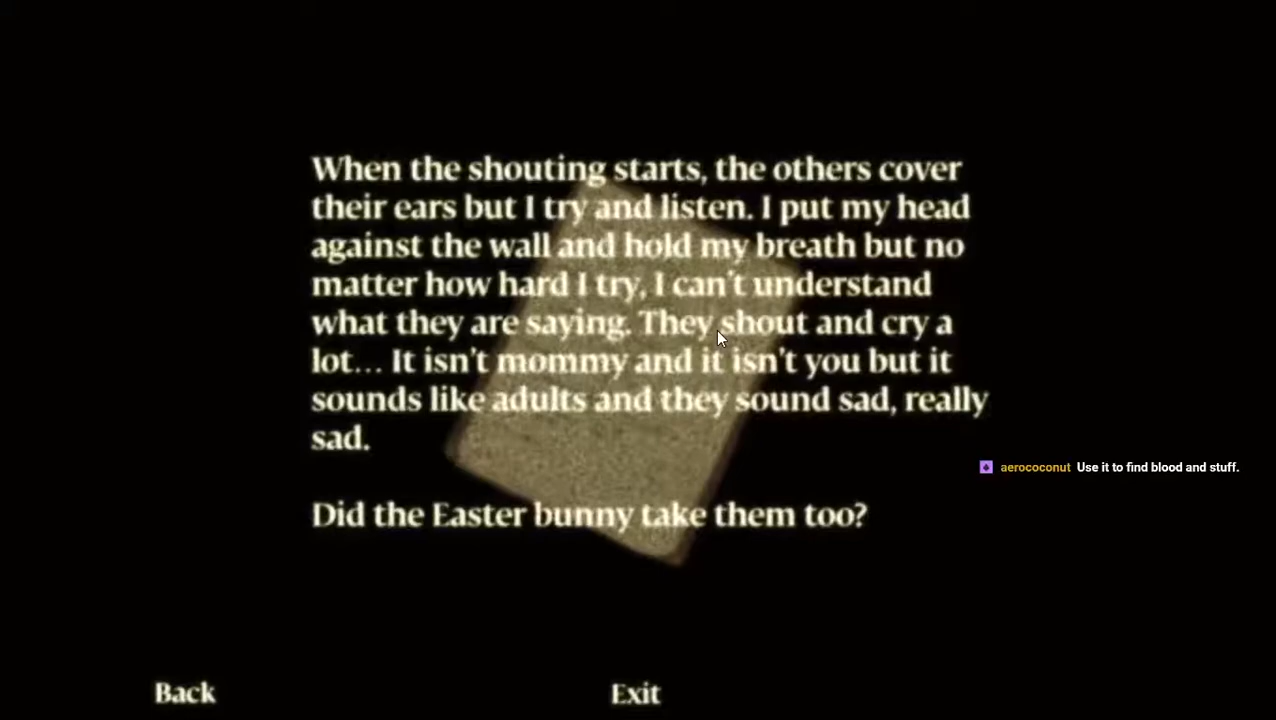 When the shouting starts, the others cover
their ears but I try and listen. I put my head
against the wall and hold my breath but no
matter how hard I try, I can't understand
what they are saying. They shout and cry a
lot... It isn't mommy and it isn't you but it
sounds like adults and they sound sad, really
sad.
aerococonut Use it to find blood and stuff.
Did the Easter bunny take them too?
Back
Exit